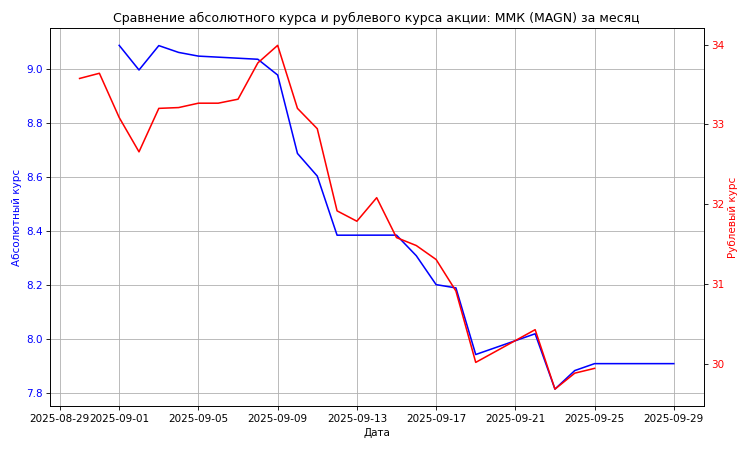 Сравнение абсолютного курса и рублевого курса акции: ММК (MAGN) за месяц
9.0
8.8
8.6
8.4
8.2
8.0
7.8
Абсолютный курс
34
33
32
31
30
Рублевый курс
2025-08-29 2025-09-01 2025-09-05 2025-09-09 2025-09-13 2025-09-17 2025-09-21 2025-09-25 2025-09-29
Дата